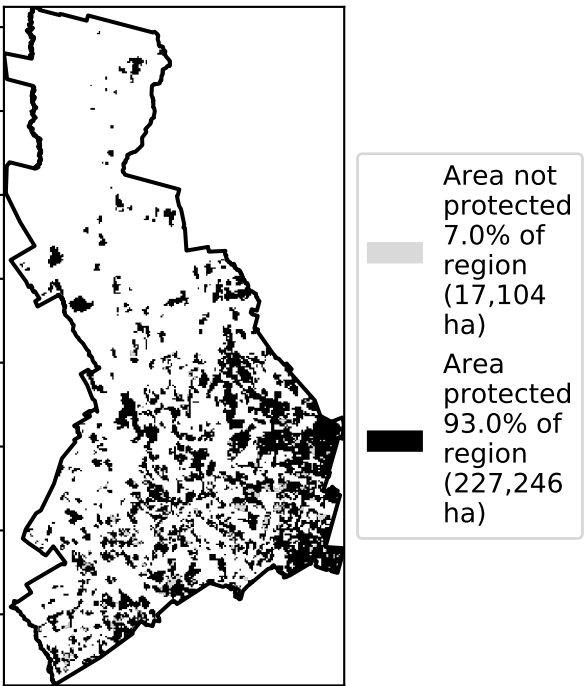 Area not
protected
7.0% of
region
(17,104
ha)
Area
protected
93.0% of
region
(227,246
ha)